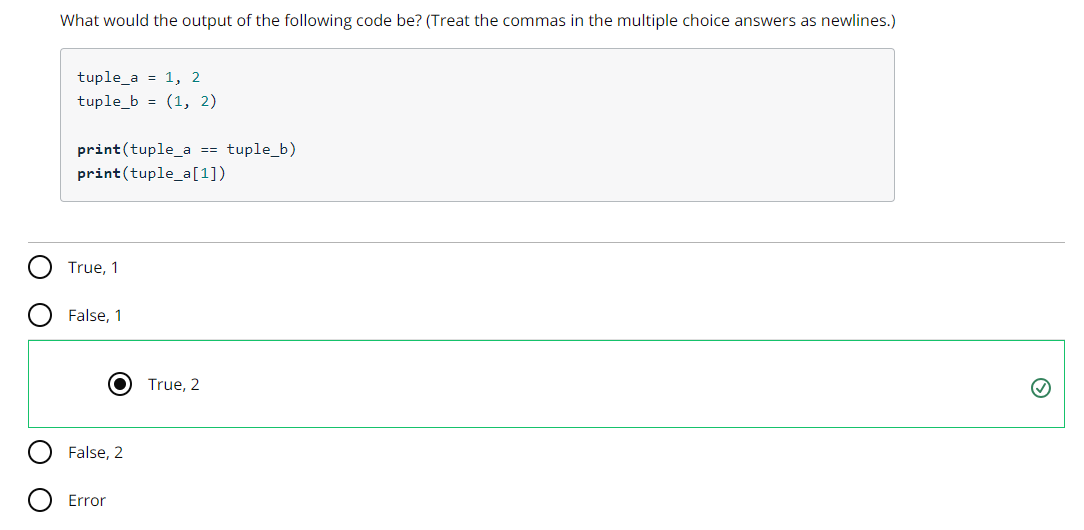 What would the output of the following code be? (Treat the commas in the multiple choice answers as newlines.)
tuple_a = 1, 2
tuple_b = (1, 2)
print(tuple_a == tuple_b)
print(tuple_a[1])
True, 1
False, 1
True, 2
False, 2
Error